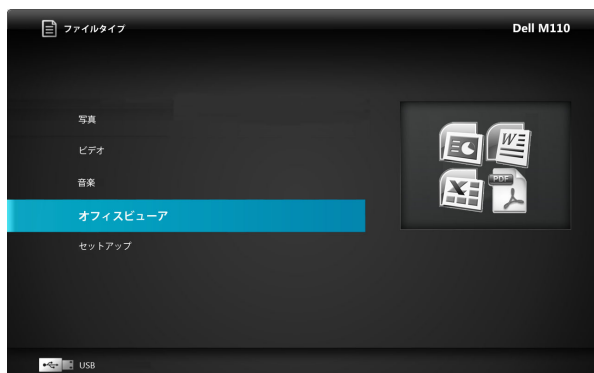 ファイルタイプ
Dell M110
写真
ビデオ
音楽
オフィスビューア
セットアップ
W
X
PDF
USB